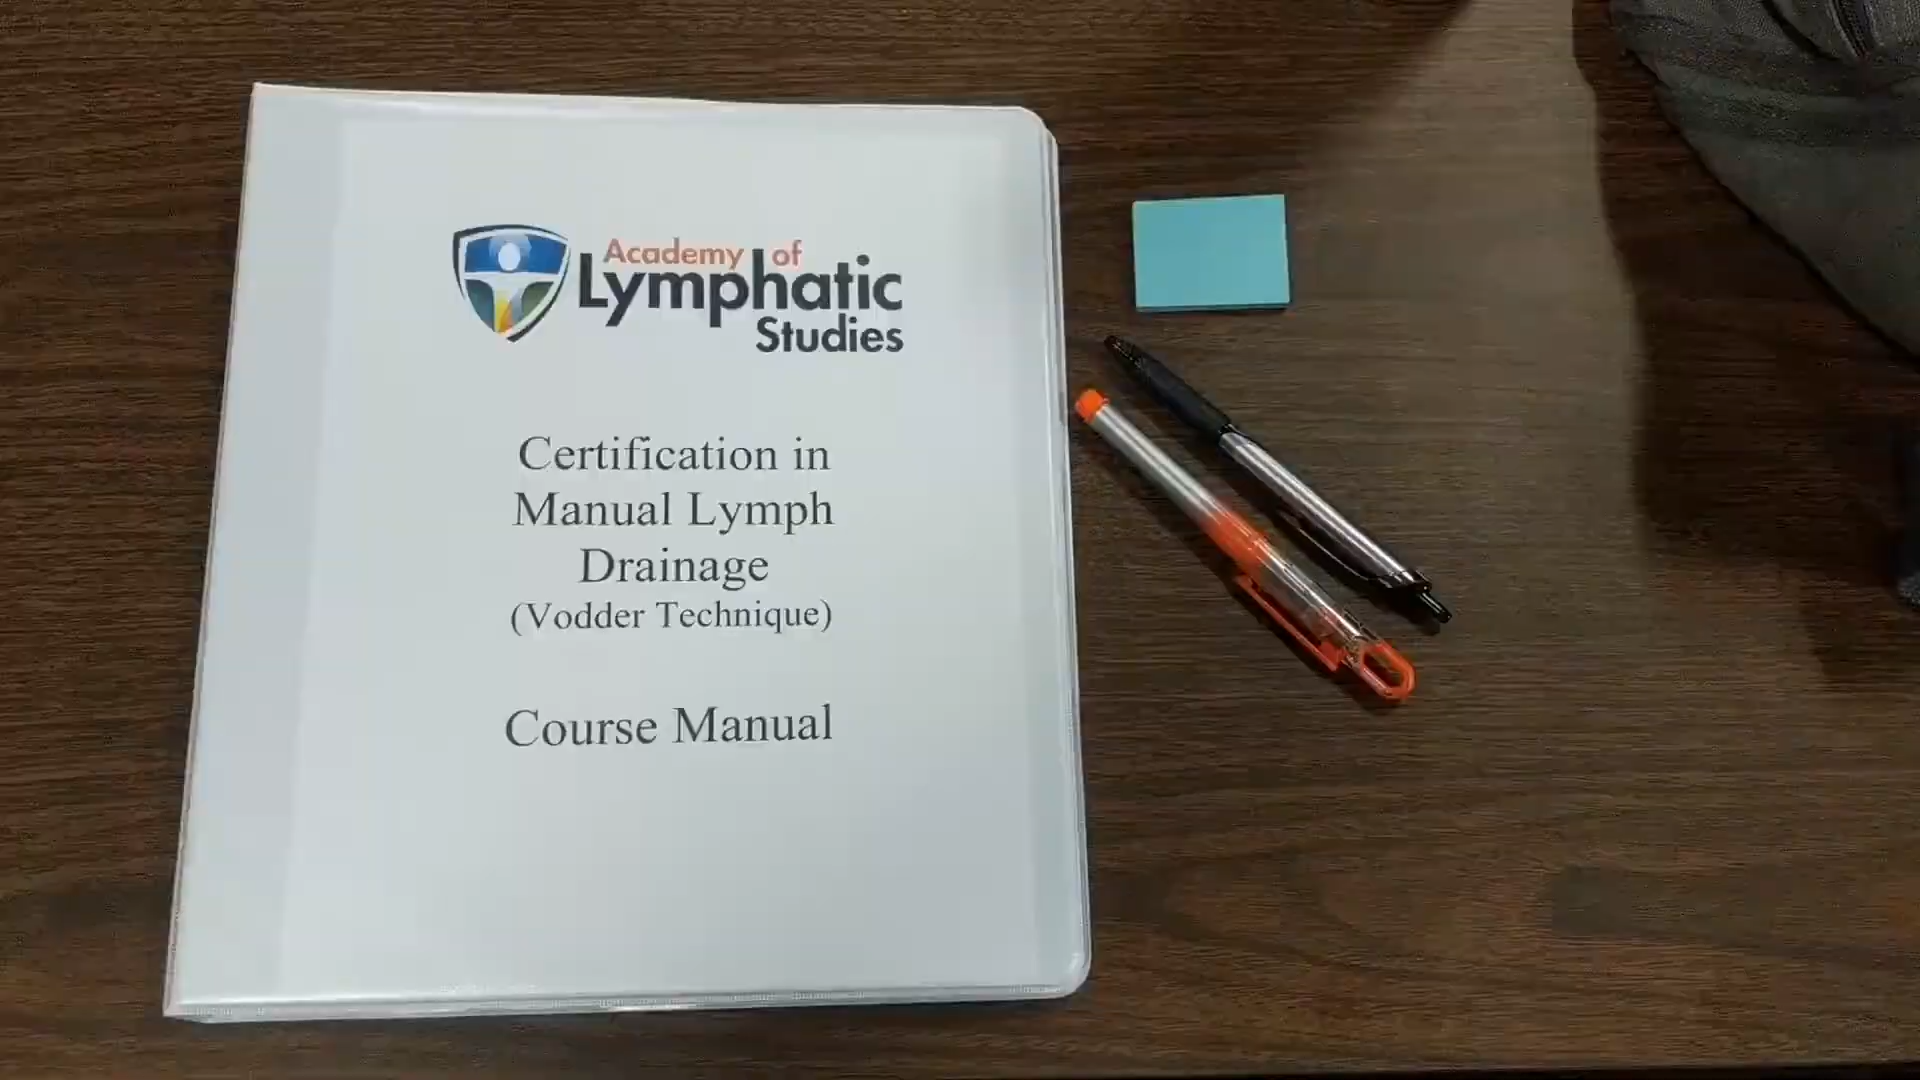 Academy of
Lymphatic
Studies
Certification in
Manual Lymph
Drainage
(Vodder Technique)
Course Manual